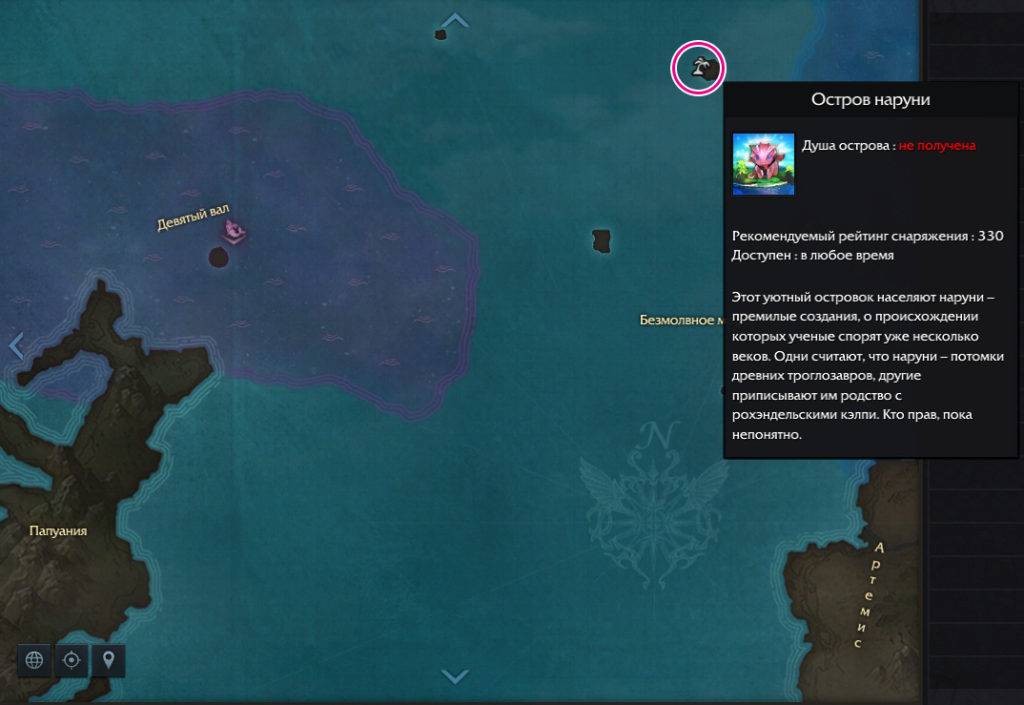 Остров наруни
Душа острова : не получена
Девятый вал
Рекомендуемый рейтинг снаряжения : 330
Доступен : в любое время
Этот уютный островок населяют наруни –
премилые создания, о происхождении
которых ученые спорят уже несколько
веков. Одни считают, что наруни – потомки
древних троглозавров, другие
приписывают им родство с
рохэндельскими кэлпи. Кто прав, пока
непонятно.
Безмолвное м
N
Папуания
Артемис